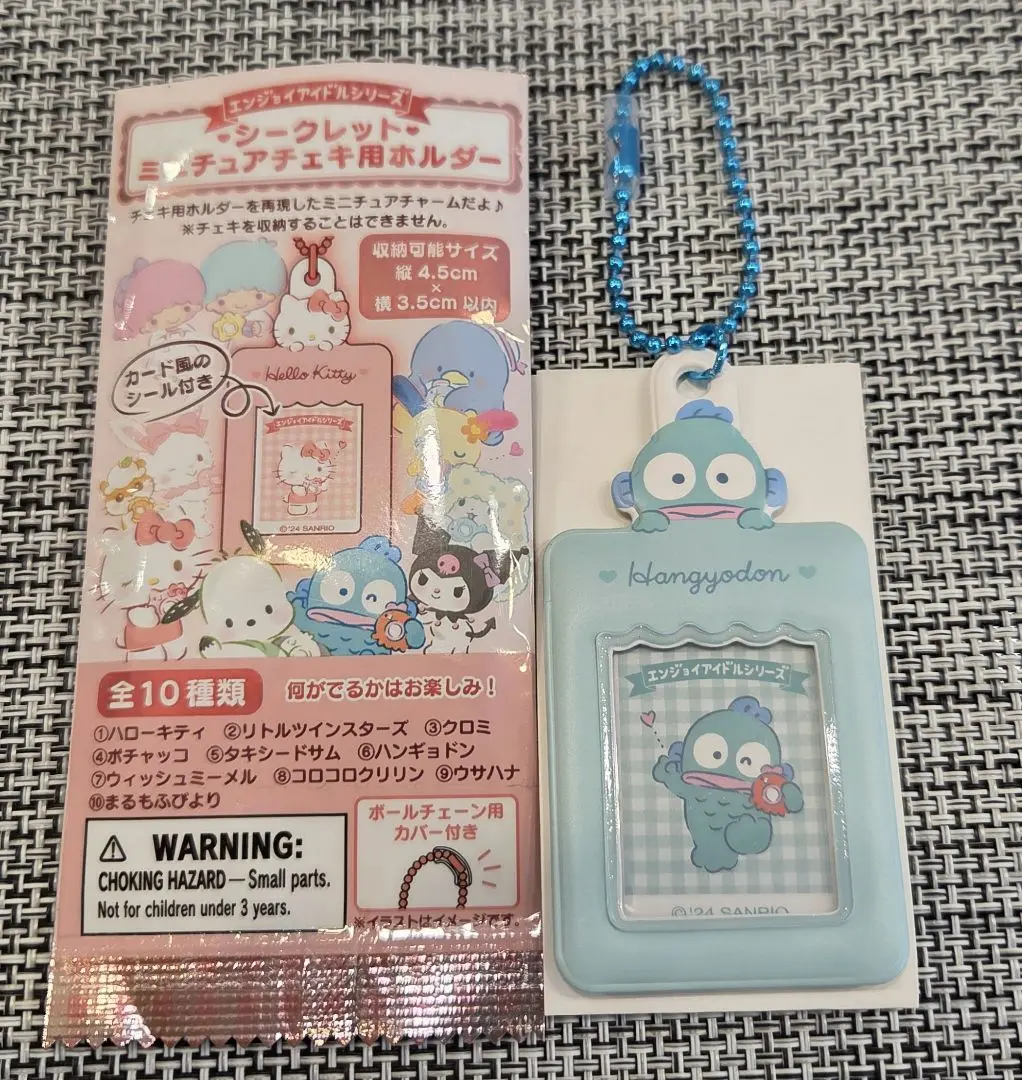 エンジョイアイドルシリーズ
シークレット
ミニチュアチェキ用ホルダー
チェキ用ホルダーを再現したミニチュアチャームだよ♪
※チェキを収納することはできません。
収納可能サイズ
縦4.5cm
×
横3.5cm以内
カード風の
シール付き
Hello Kitty
エンジョイアイドルシリーズ
©'24 SANRIO
全10種類
何がでるかはお楽しみ!
①ハローキティ ②リトルツインスターズ ③クロミ
④ポチャッコ ⑤タキシードサム ⑥ハンギョドン
⑦ウィッシュミーメル ⑧コロコロクリリン ⑨ウサハナ
⑩まるもふびより
⚠ WARNING:
CHOKING HAZARD — Small parts.
Not for children under 3 years.
ボールチェーン用
カバー付き
※イラストはイメージです。
Hangyodon
エンジョイアイドルシリーズ
©'24 SANRIO